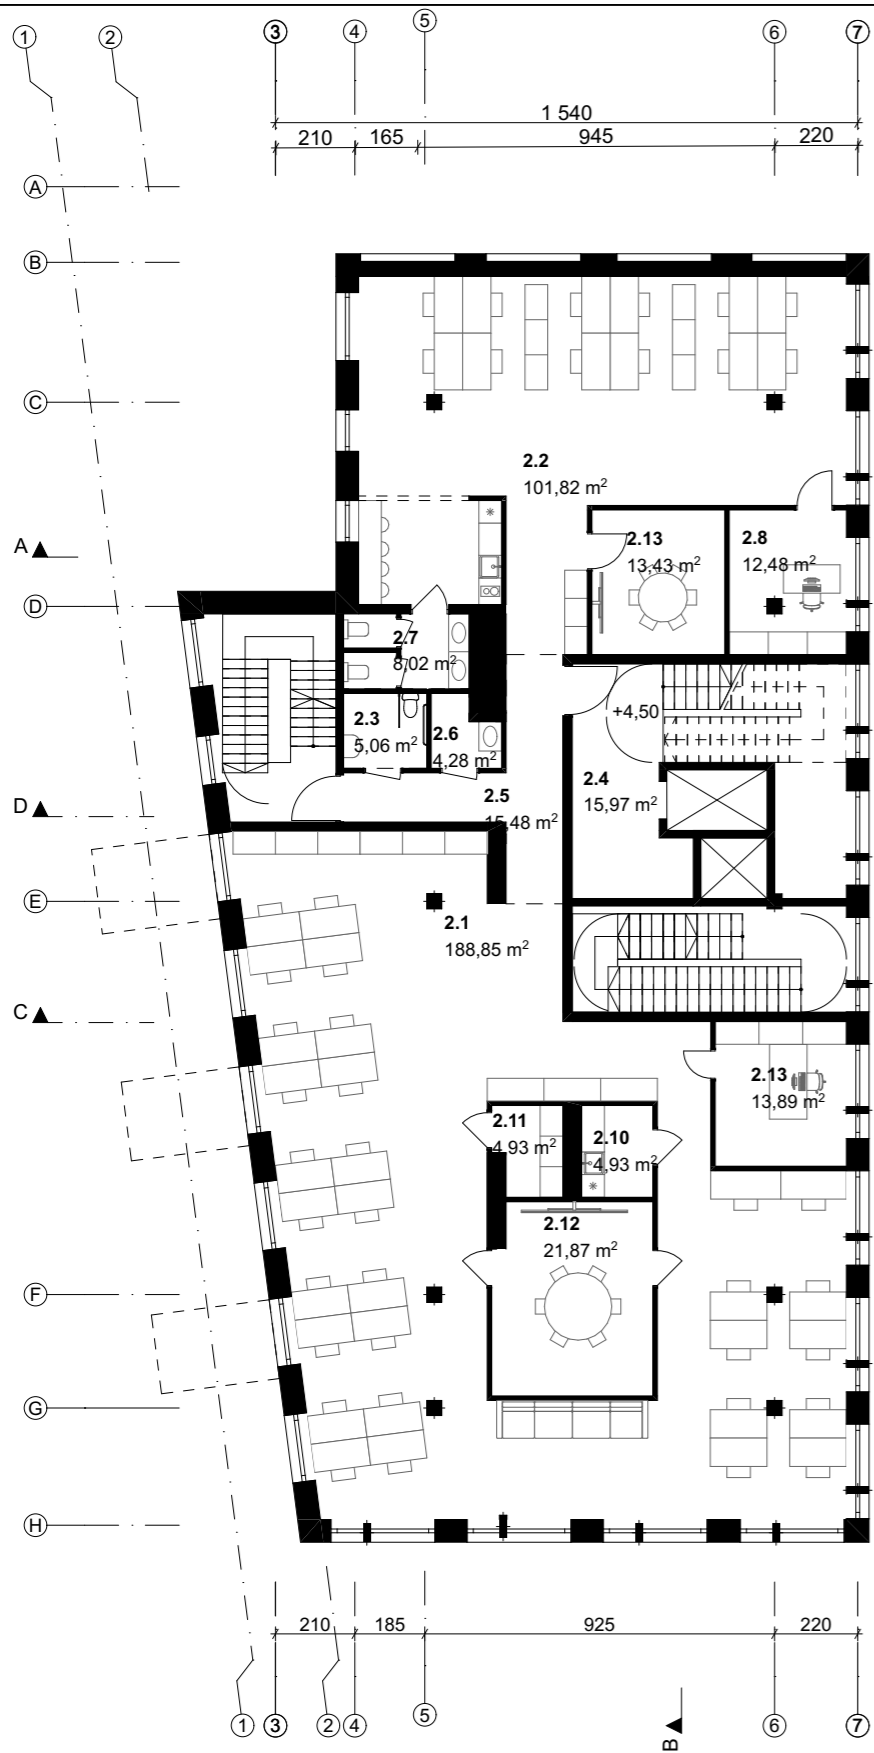 1
2
3
4
5
6
7
1 540
210
165
945
220
A
B
C
2.2
101,82 m²
2.13
13,43 m²
2.8
12,48 m²
A
D
2.7
8,02 m²
2.3
5,06 m²
2.6
4,28 m²
+4,50
2.4
15,97 m²
2.5
15,48 m²
D
E
2.1
188,85 m²
C
2.13
13,89 m²
2.11
4,93 m²
2.10
4,93 m²
2.12
21,87 m²
F
G
H
210
185
925
220
1
3
2
4
5
6
7
B